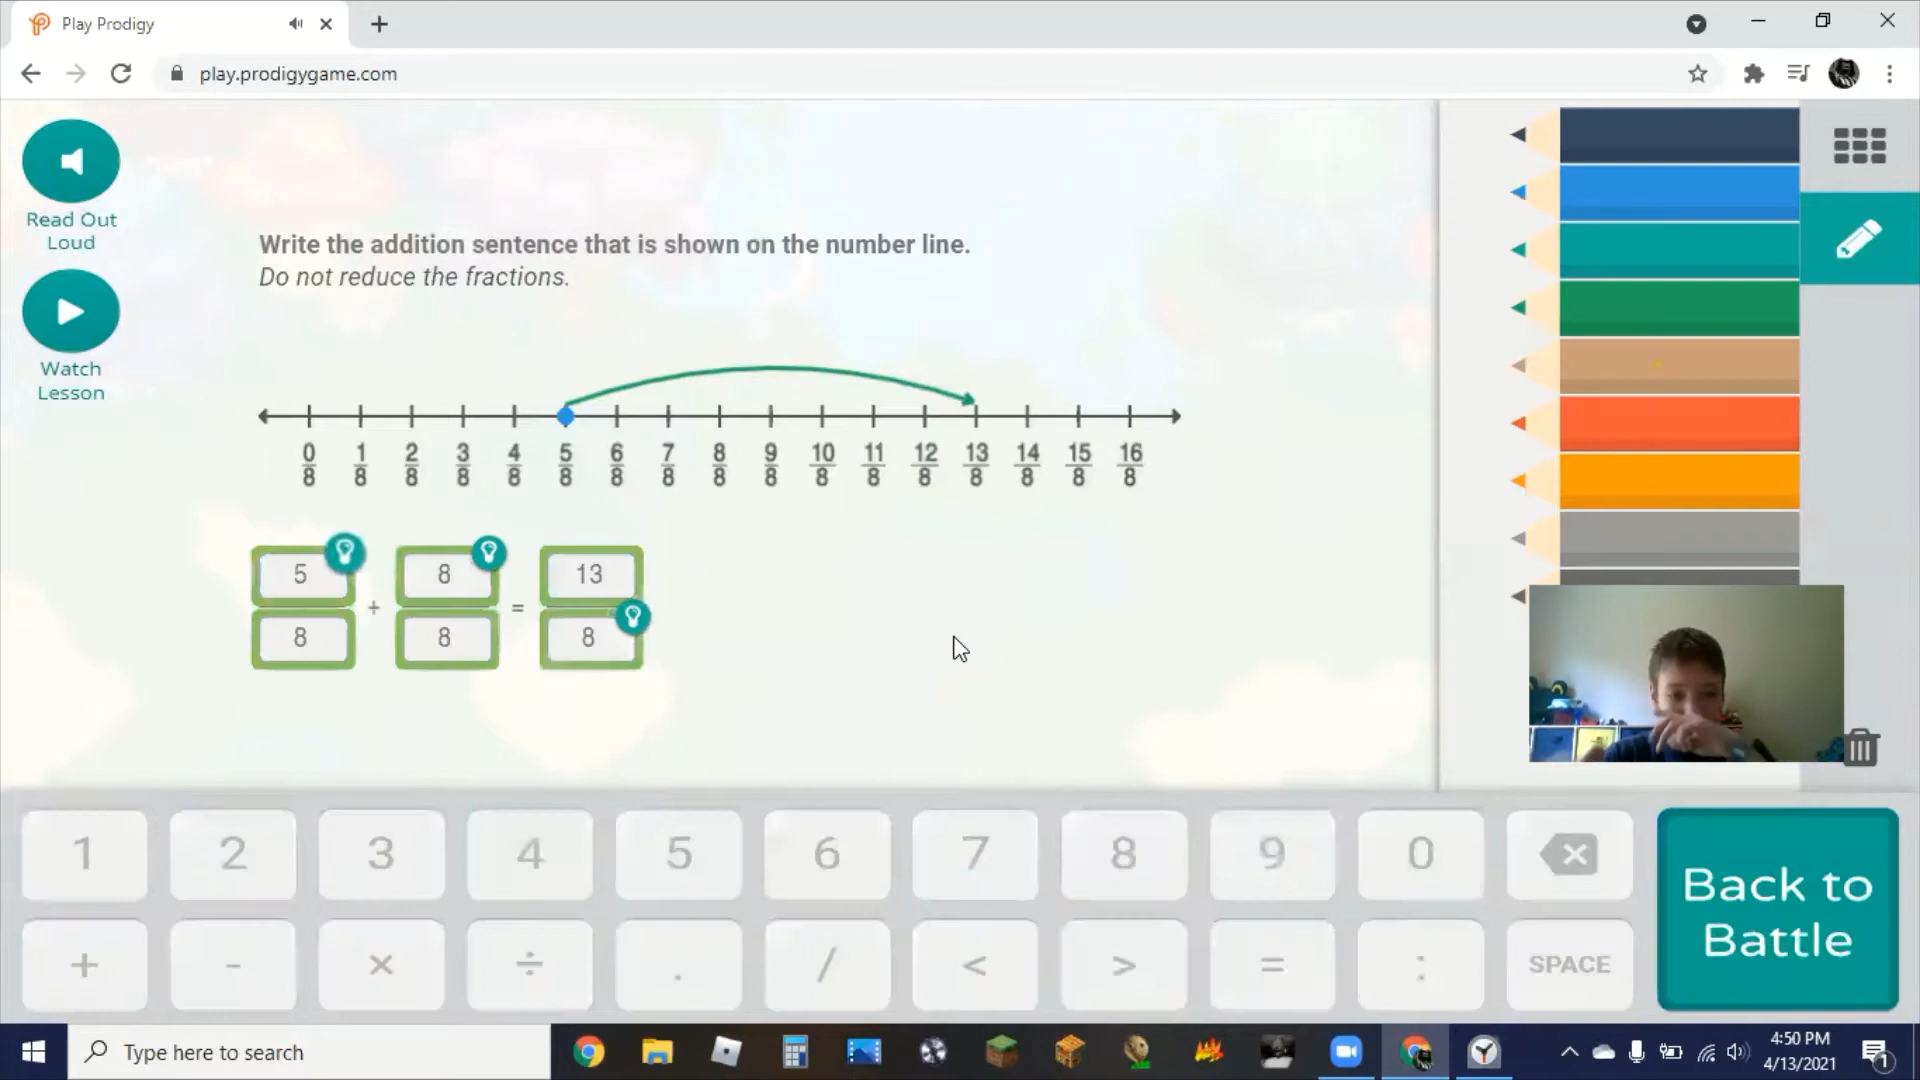 Play Prodigy
play.prodigygame.com
Read Out
Loud
Watch
Lesson
Write the addition sentence that is shown on the number line.
Do not reduce the fractions.
0 1 2 3 4 5 6 7 8 9 10 11 12 13 14 15 16
8 8 8 8 8 8 8 8 8 8 8 8 8 8 8 8 8
5 8 13
+ =
8 8 8
1 2 3 4 5 6 7 8 9 0
+ - × ÷ . / < > = : SPACE
Back to
Battle
Type here to search
4:50 PM
4/13/2021
1